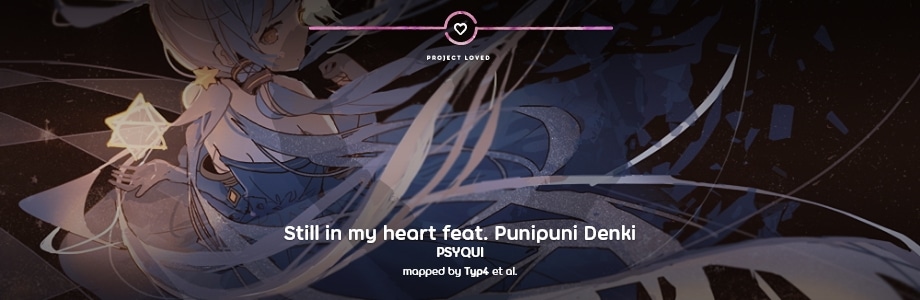 PROJECT LOVED
Still in my heart feat. Punipuni Denki
PSYQUI
mapped by Typ4 et al.